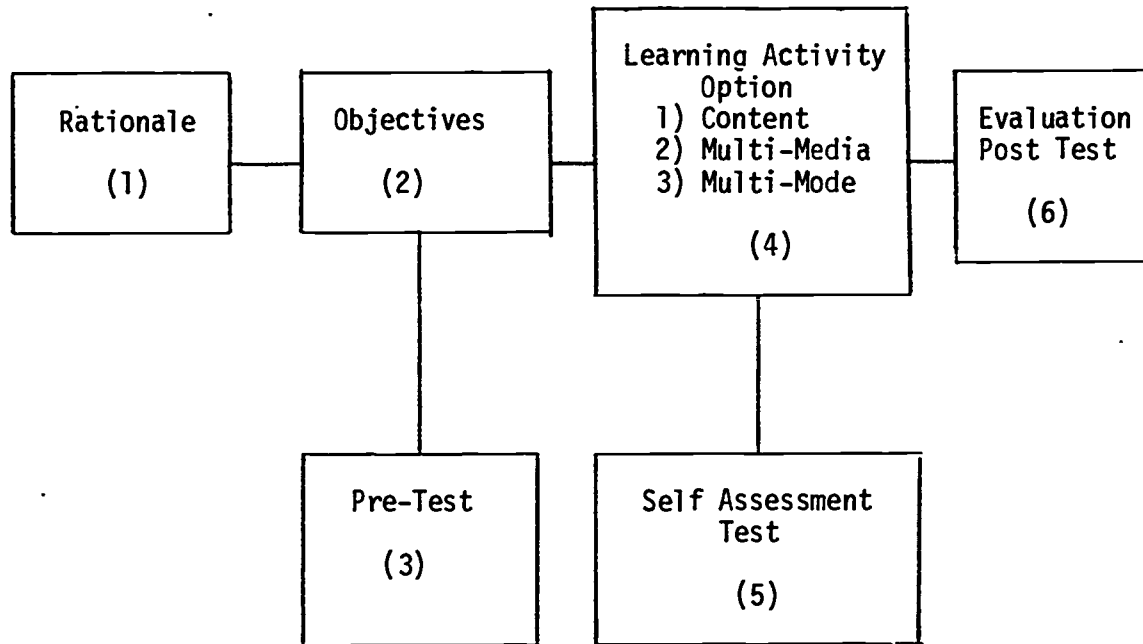 Rationale
(1)
Objectives
(2)
Learning Activity
Option
1) Content
2) Multi-Media
3) Multi-Mode
(4)
Evaluation
Post Test
(6)
Pre-Test
(3)
Self Assessment
Test
(5)